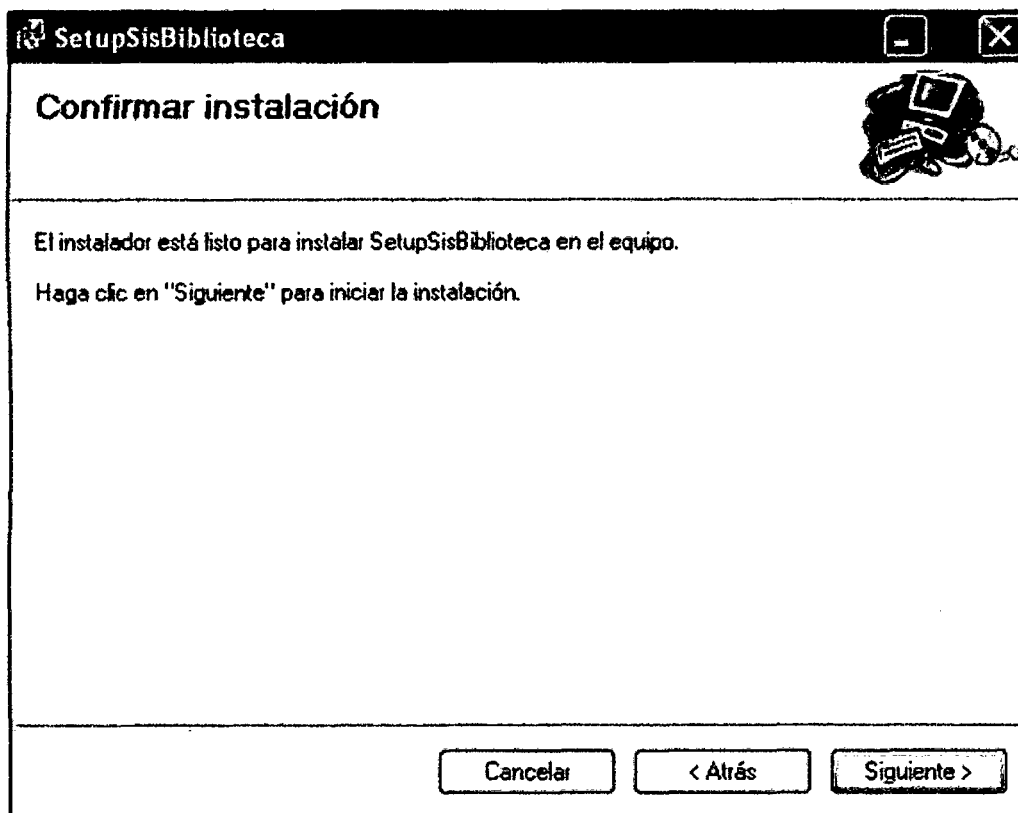 SetupSisBiblioteca
Confirmar instalación
El instalador está listo para instalar SetupSisBiblioteca en el equipo.
Haga clic en "Siguiente" para iniciar la instalación.
Cancelar
< Atrás
Siguiente >